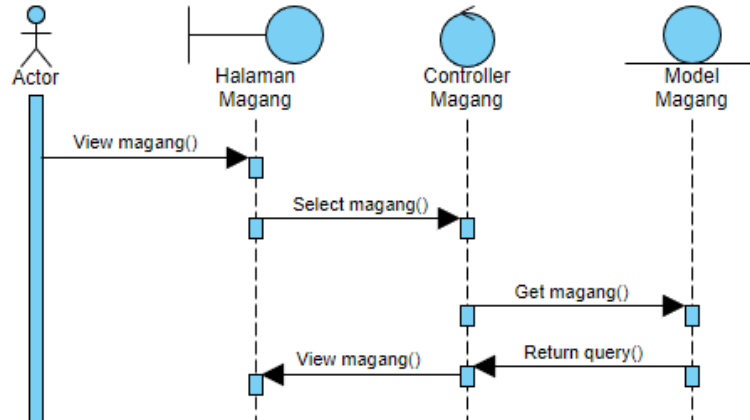 Actor
Halaman
Magang
Controller
Magang
Model
Magang
View magang()
Select magang()
Get magang()
Return query()
View magang()